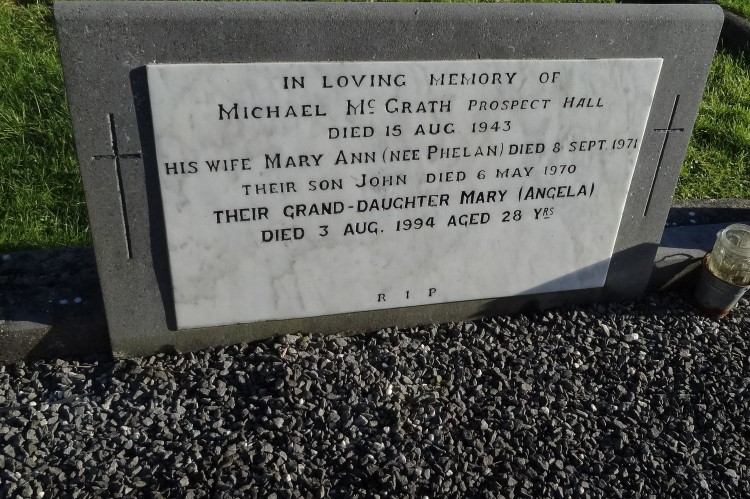 IN LOVING MEMORY OF
MICHAEL MC GRATH PROSPECT HALL
DIED 15 AUG 1943
HIS WIFE MARY ANN (NEE PHELAN) DIED 8 SEPT. 1971
THEIR SON JOHN DIED 6 MAY 1970
THEIR GRAND-DAUGHTER MARY (ANGELA)
DIED 3 AUG. 1994 AGED 28 YRS
R I P